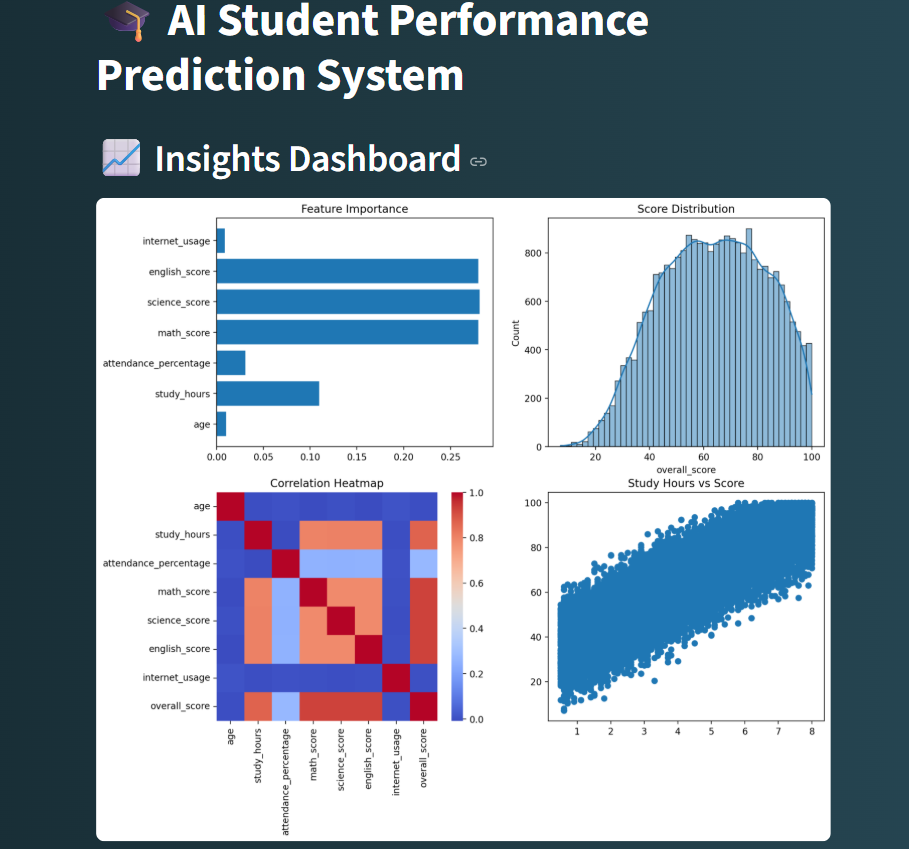 AI Student Performance
Prediction System
Insights Dashboard
Feature Importance
internet_usage
english_score
science_score
math_score
attendance_percentage
study_hours
age
0.00 0.05 0.10 0.15 0.20 0.25
Score Distribution
Count
800
600
400
200
0
20 40 60 80 100
overall_score
Correlation Heatmap
age
study_hours
attendance_percentage
math_score
science_score
english_score
internet_usage
overall_score
age
study_hours
attendance_percentage
math_score
science_score
english_score
internet_usage
overall_score
1.0
0.8
0.6
0.4
0.2
0.0
Study Hours vs Score
100
80
60
40
20
1 2 3 4 5 6 7 8